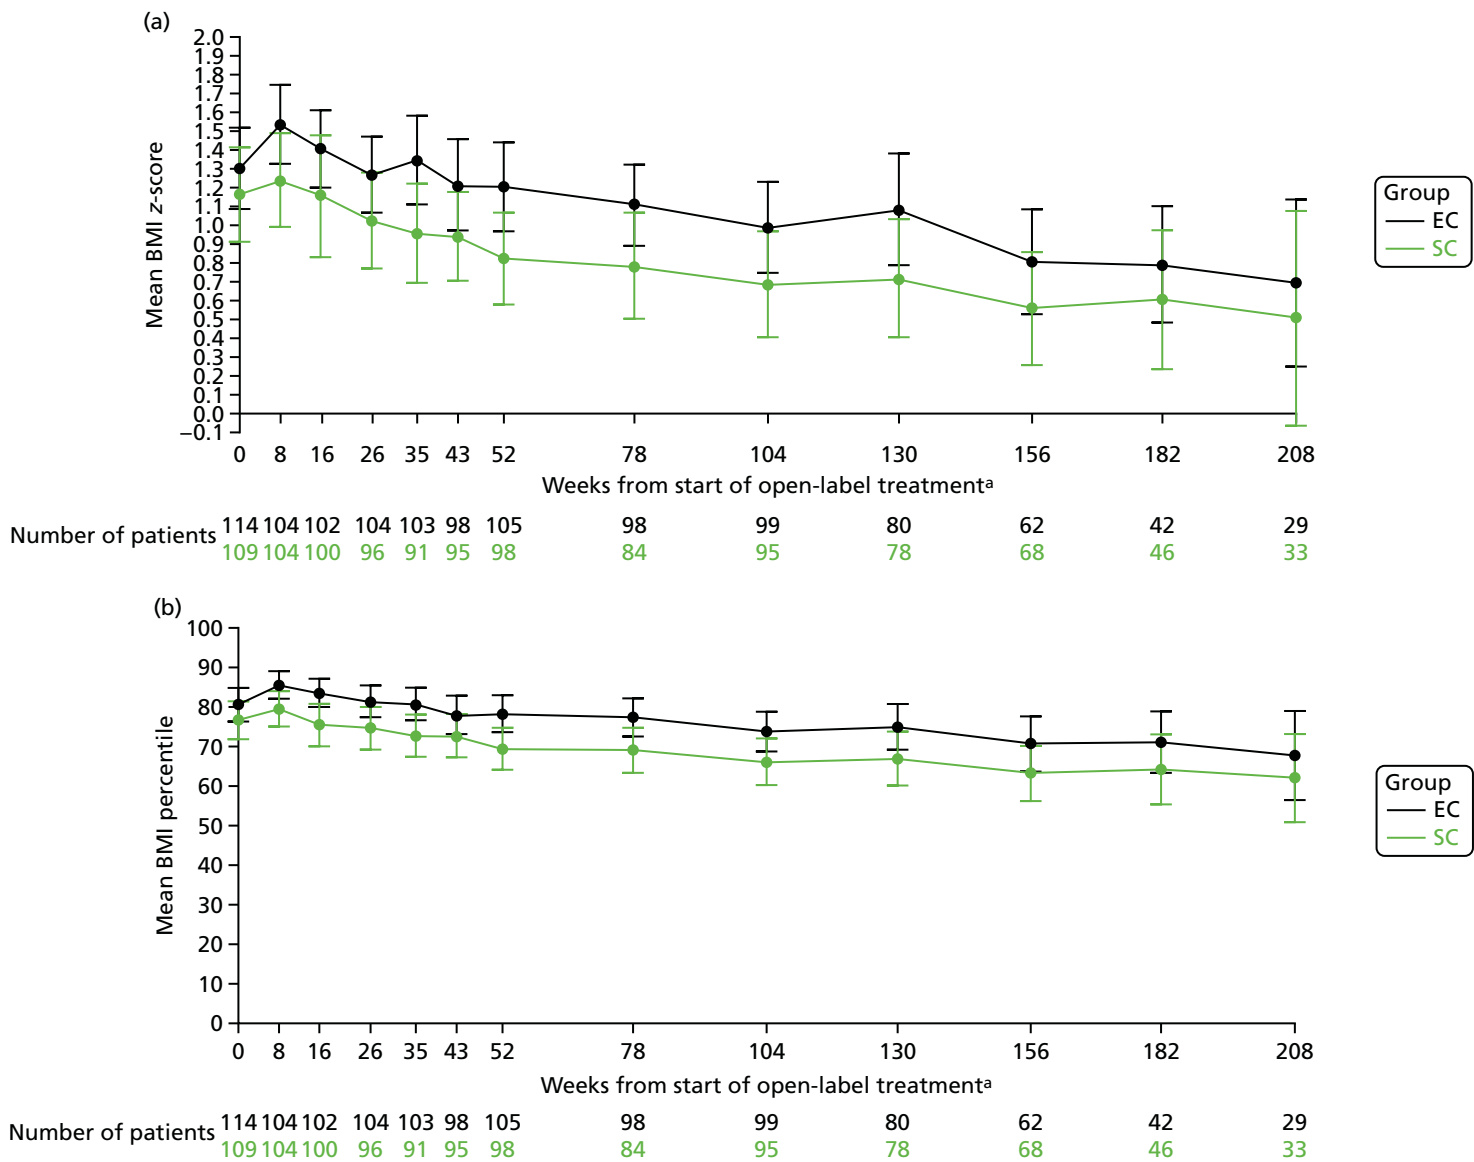 (a)
2.0
1.9
1.8
1.7
1.6
1.5
1.4
1.3
1.2
1.1
1.0
0.9
0.8
0.7
0.6
0.5
0.4
0.3
0.2
0.1
0.0
−0.1
Mean BMI z-score
0 8 16 26 35 43 52 78 104 130 156 182 208
Weeks from start of open-label treatmentᵃ
Group
EC
SC
Number of patients
114 104 102 104 103 98 105 98 99 80 62 42 29
109 104 100 96 91 95 98 84 95 78 68 46 33
(b)
100
90
80
70
60
50
40
30
20
10
0
Mean BMI percentile
0 8 16 26 35 43 52 78 104 130 156 182 208
Weeks from start of open-label treatmentᵃ
Group
EC
SC
Number of patients
114 104 102 104 103 98 105 98 99 80 62 42 29
109 104 100 96 91 95 98 84 95 78 68 46 33